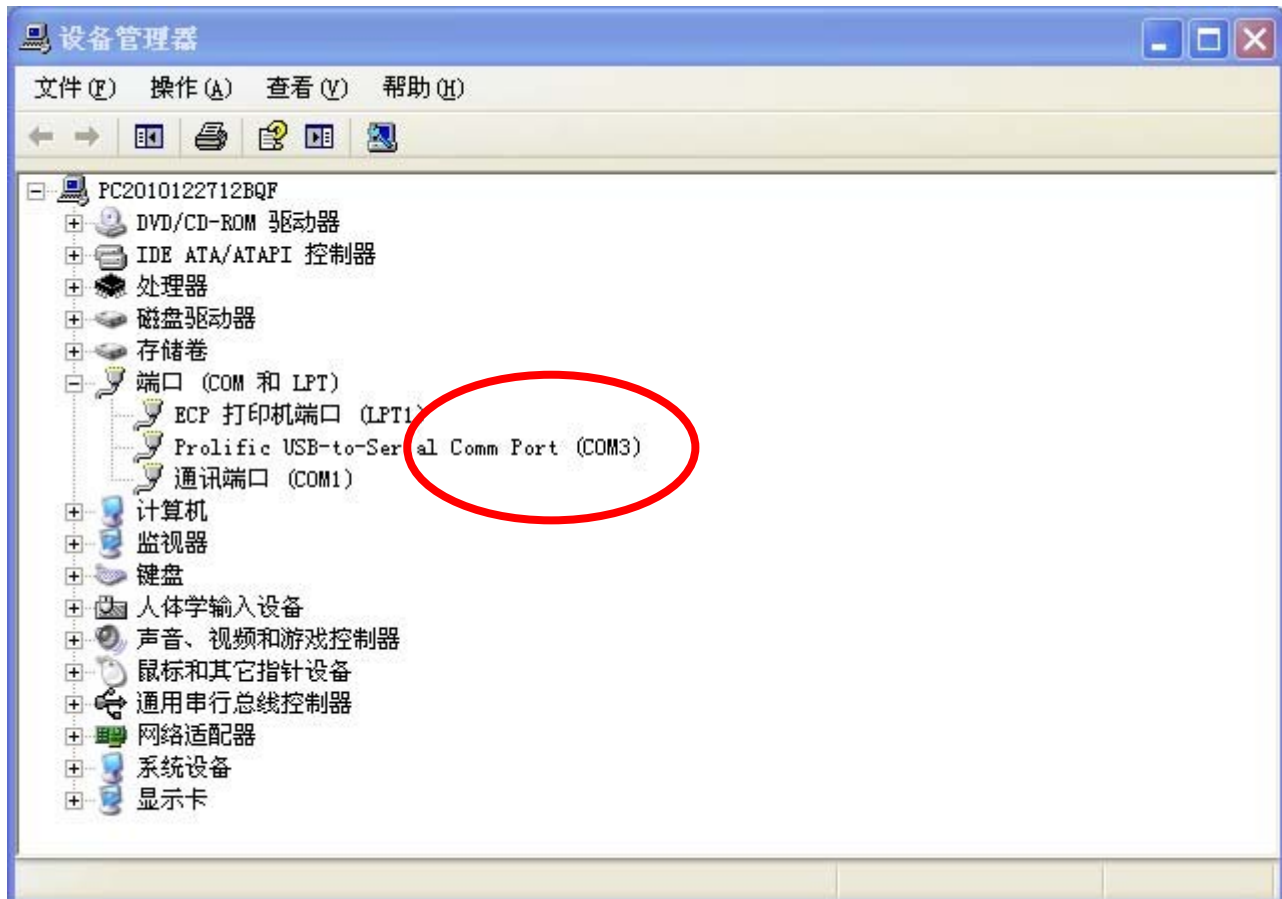 设备管理器
文件(F) 操作(A) 查看(V) 帮助(H)
PC2010122712BQF
DVD/CD-ROM 驱动器
IDE ATA/ATAPI 控制器
处理器
磁盘驱动器
存储卷
端口 (COM 和 LPT)
ECP 打印机端口 (LPT1)
Prolific USB-to-Serial Comm Port (COM3)
通讯端口 (COM1)
计算机
监视器
键盘
人体学输入设备
声音、视频和游戏控制器
鼠标和其它指针设备
通用串行总线控制器
网络适配器
系统设备
显示卡